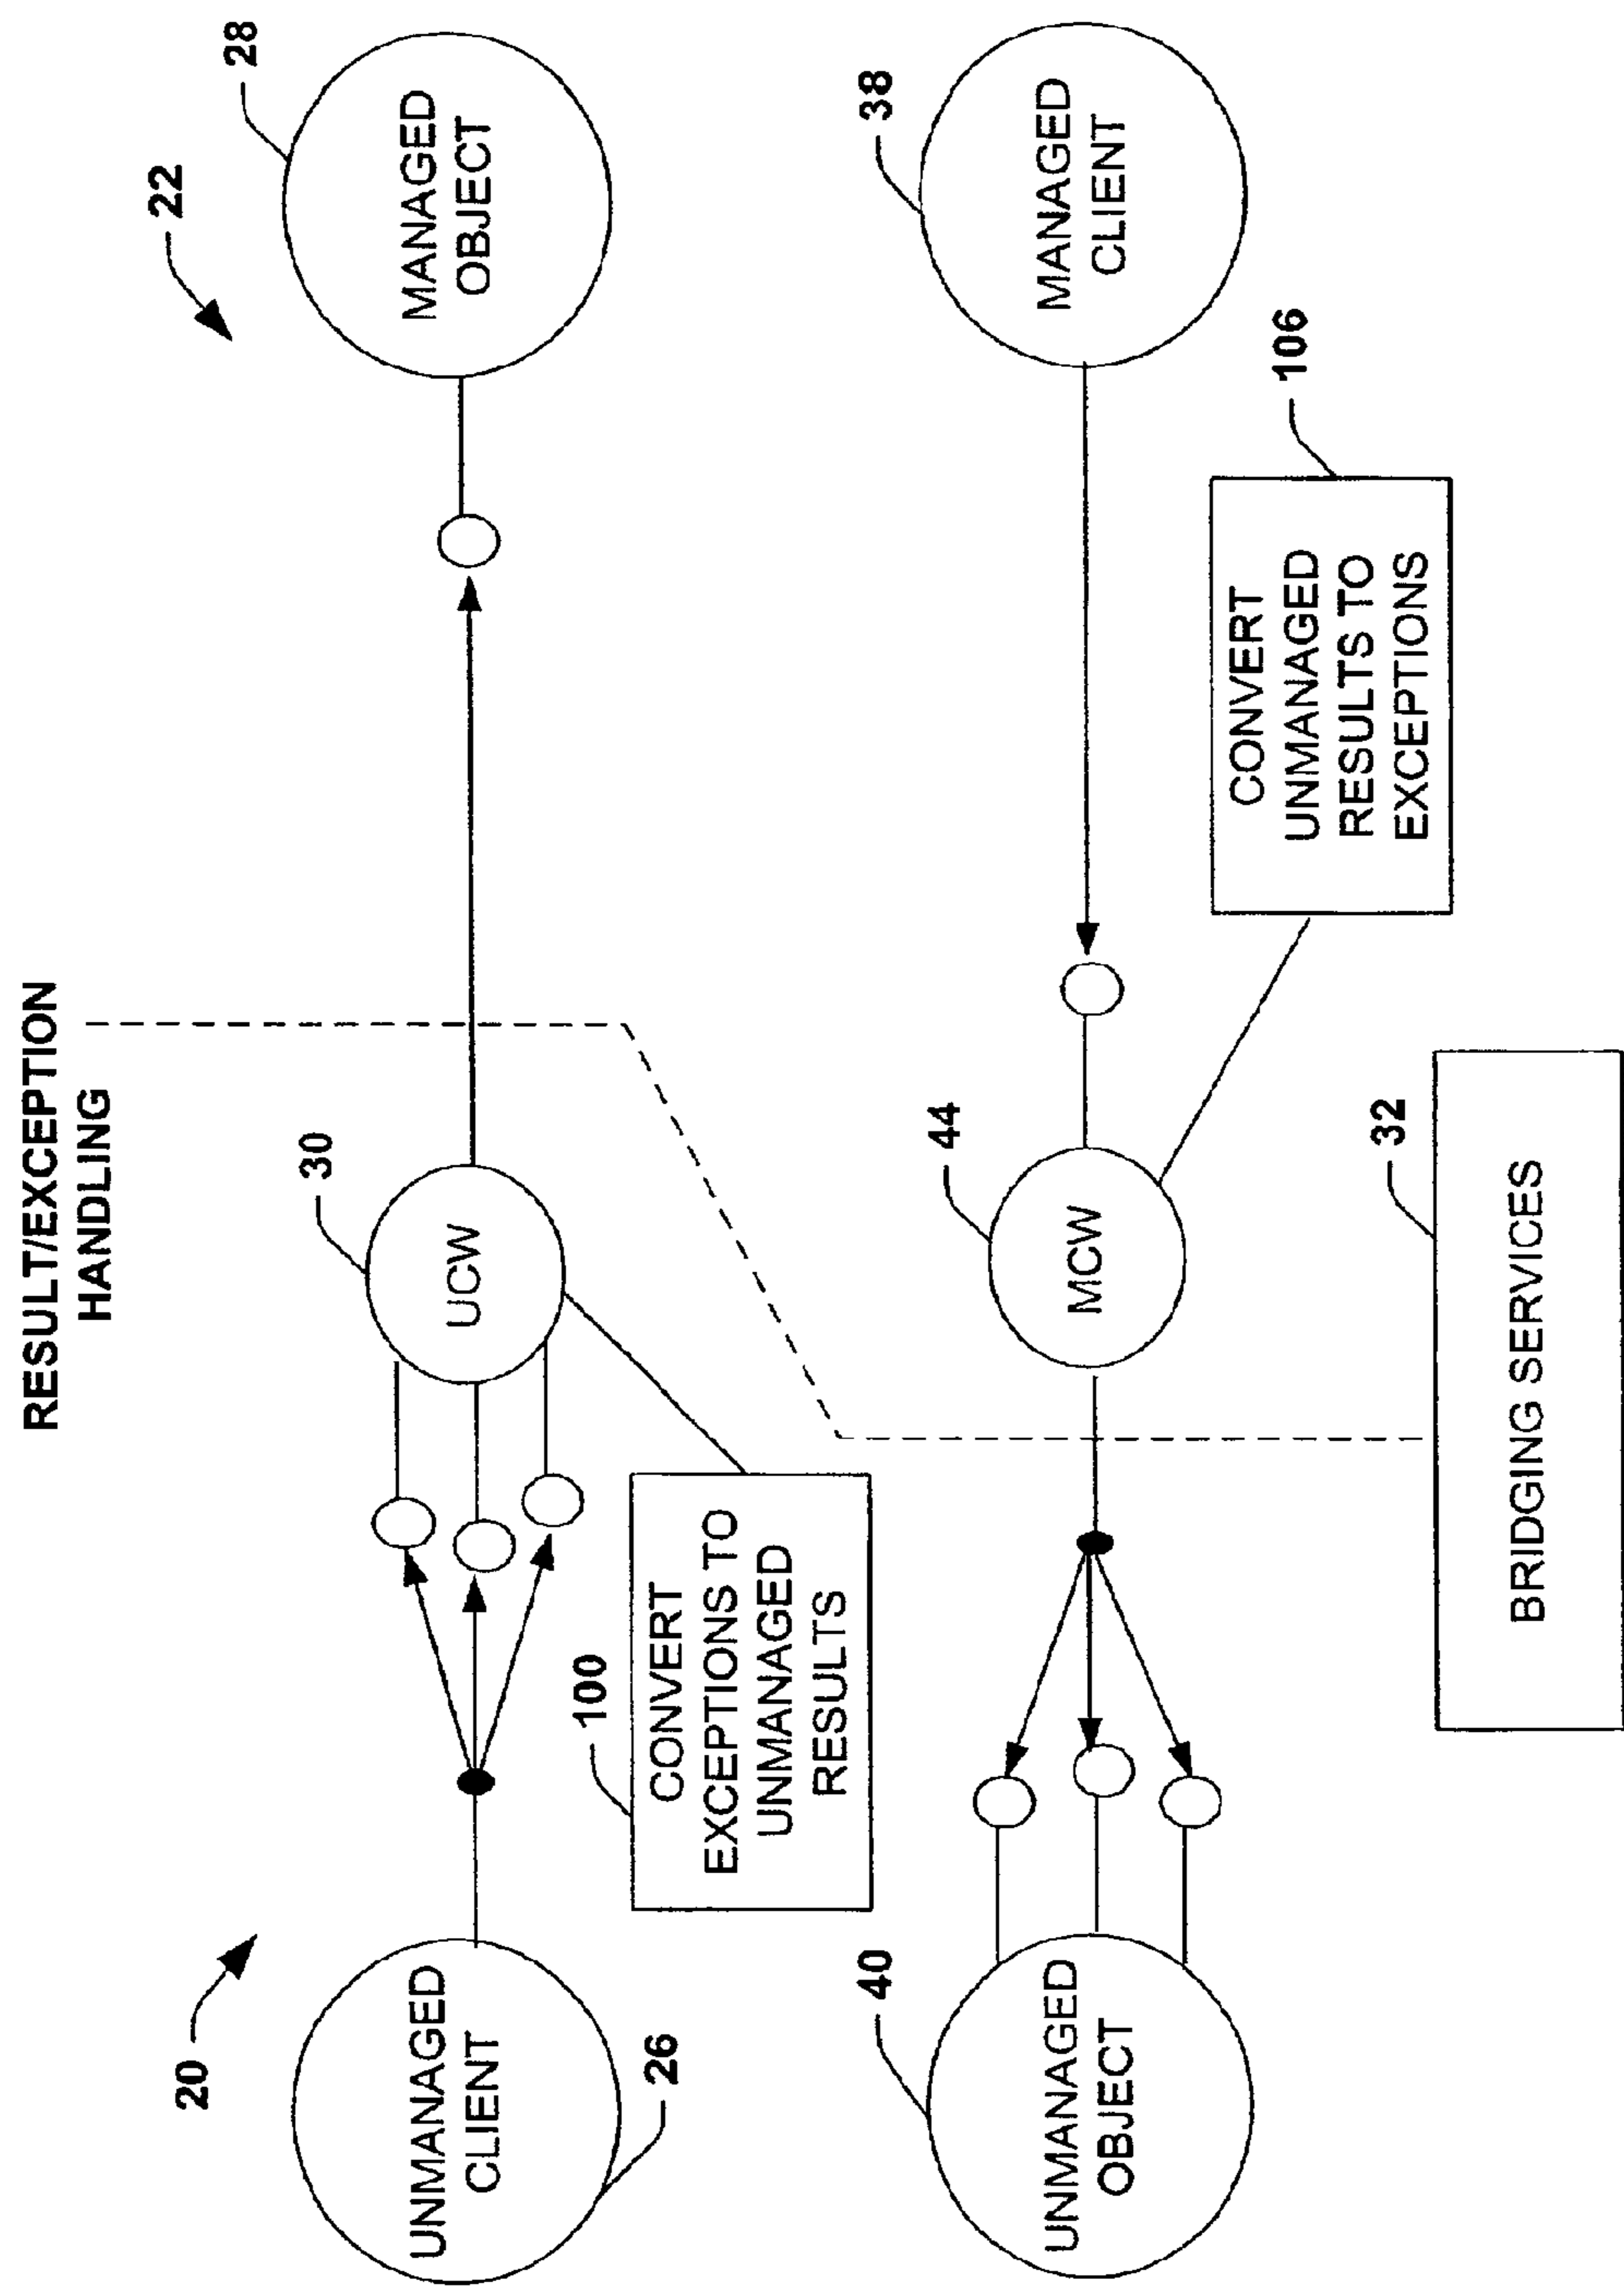 RESULT/EXCEPTION
HANDLING
20
22
UNMANAGED
CLIENT
26
30
UCW
28
MANAGED
OBJECT
100
CONVERT
EXCEPTIONS TO
UNMANAGED
RESULTS
40
UNMANAGED
OBJECT
44
MCW
38
MANAGED
CLIENT
106
CONVERT
UNMANAGED
RESULTS TO
EXCEPTIONS
32
BRIDGING SERVICES